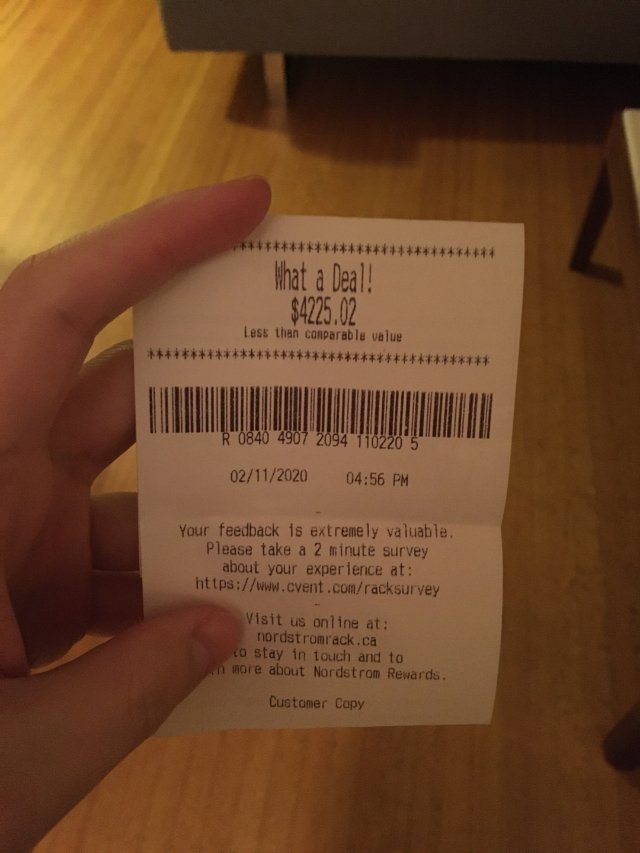 ***********************************
What a Deal!
$4225.02
Less than comparable value
***********************************
R 0840 4907 2094 110220 5
02/11/2020 04:56 PM
-
Your feedback is extremely valuable.
Please take a 2 minute survey
about your experience at:
https://www.cvent.com/racksurvey
-
Visit us online at:
nordstromrack.ca
to stay in touch and to
more about Nordstrom Rewards.
Customer Copy